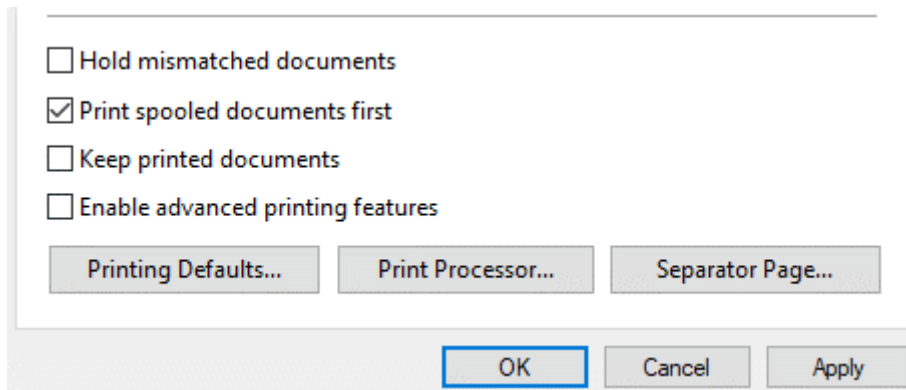 Hold mismatched documents
Print spooled documents first
Keep printed documents
Enable advanced printing features
Printing Defaults... Print Processor... Separator Page...
OK Cancel Apply